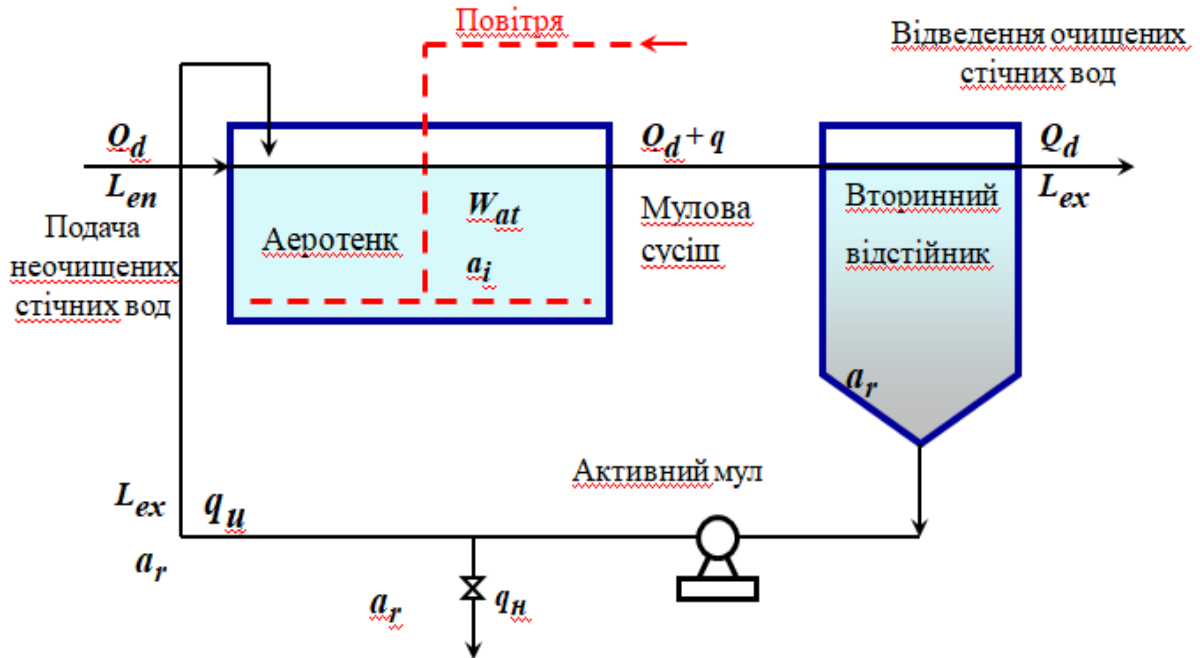 Повітря
Відведення очищених
стічних вод
Q_d
L_en
Подача
неочищених
стічних вод
Аеротенк
W_at
a_i
Q_d + q
Мулова
сусіш
Вторинний
відстійник
a_r
Q_d
L_ex
Активний мул
L_ex
q_u
a_r
a_r
q_н